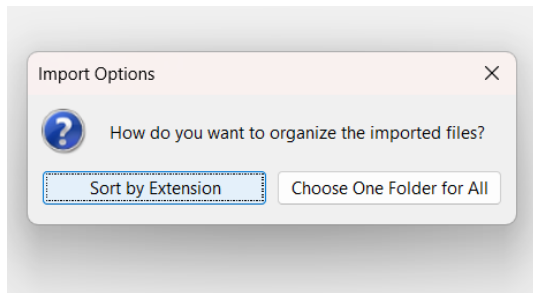 Import Options
How do you want to organize the imported files?
Sort by Extension
Choose One Folder for All